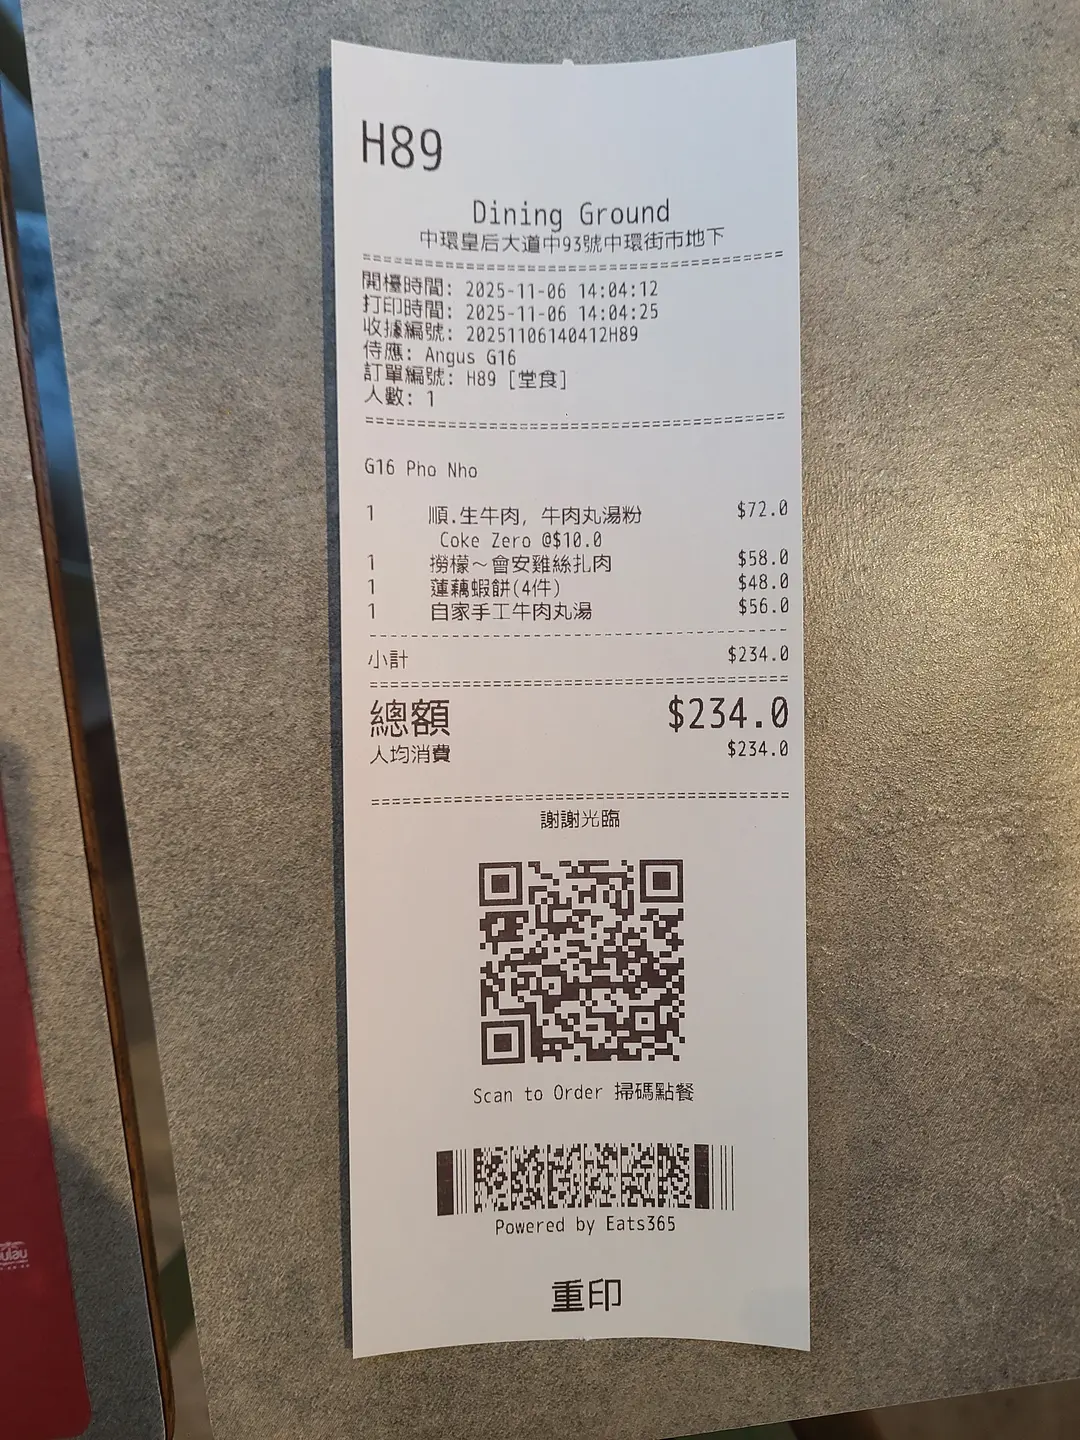 H89
Dining Ground
中環皇后大道中93號中環街市地下
開檯時間: 2025-11-06 14:04:12
打印時間: 2025-11-06 14:04:25
收據編號: 20251106140412H89
侍應: Angus G16
訂單編號: H89 [堂食]
人數: 1
G16 Pho Nho
1 順.生牛肉, 牛肉丸湯粉 $72.0
Coke Zero @$10.0
1 撈檬～會安雞絲扎肉 $58.0
1 蓮藕蝦餅(4件) $48.0
1 自家手工牛肉丸湯 $56.0
小計 $234.0
總額 $234.0
人均消費 $234.0
謝謝光臨
Scan to Order 掃碼點餐
Powered by Eats365
重印